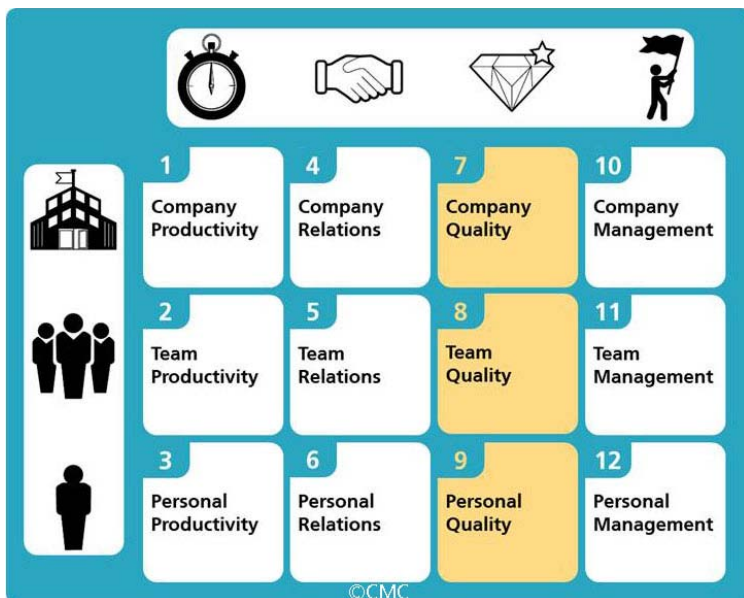 1
Company
Productivity
4
Company
Relations
7
Company
Quality
10
Company
Management
2
Team
Productivity
5
Team
Relations
8
Team
Quality
11
Team
Management
3
Personal
Productivity
6
Personal
Relations
9
Personal
Quality
12
Personal
Management
©CMC